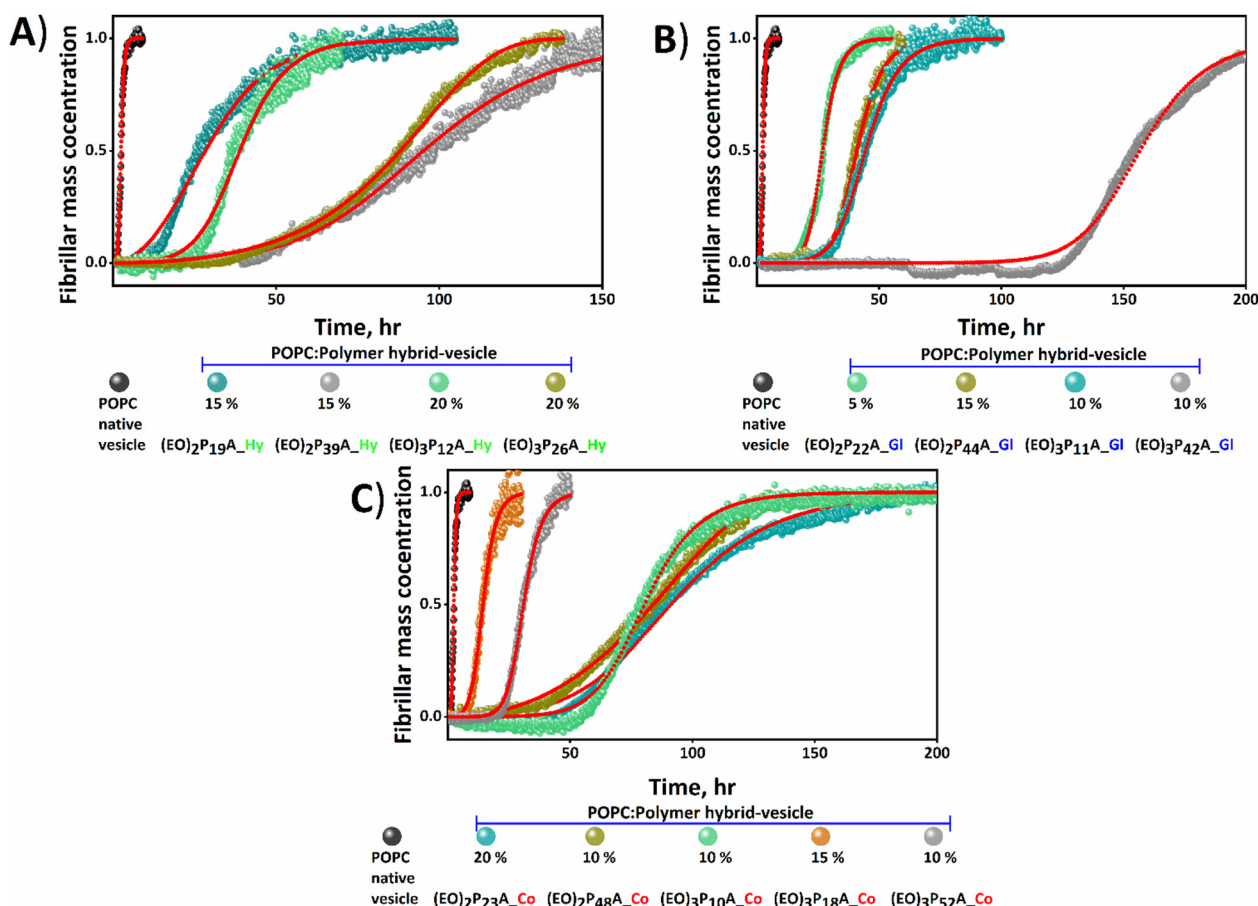 A)
Fibrillar mass cocentration
1.0
0.5
0.0
50 100 150
Time, hr
POPC:Polymer hybrid-vesicle
POPC 15 % 15 % 20 % 20 %
native
vesicle (EO)2P19A_Hy (EO)2P39A_Hy (EO)3P12A_Hy (EO)3P26A_Hy
B)
Fibrillar mass cocentration
1.0
0.5
0.0
50 100 150 200
Time, hr
POPC:Polymer hybrid-vesicle
POPC 5 % 15 % 10 % 10 %
native
vesicle (EO)2P22A_Gl (EO)2P44A_Gl (EO)3P11A_Gl (EO)3P42A_Gl
C)
Fibrillar mass cocentration
1.0
0.5
0.0
50 100 150 200
Time, hr
POPC:Polymer hybrid-vesicle
POPC 20 % 10 % 10 % 15 % 10 %
native
vesicle (EO)2P23A_Co (EO)2P48A_Co (EO)3P10A_Co (EO)3P18A_Co (EO)3P52A_Co